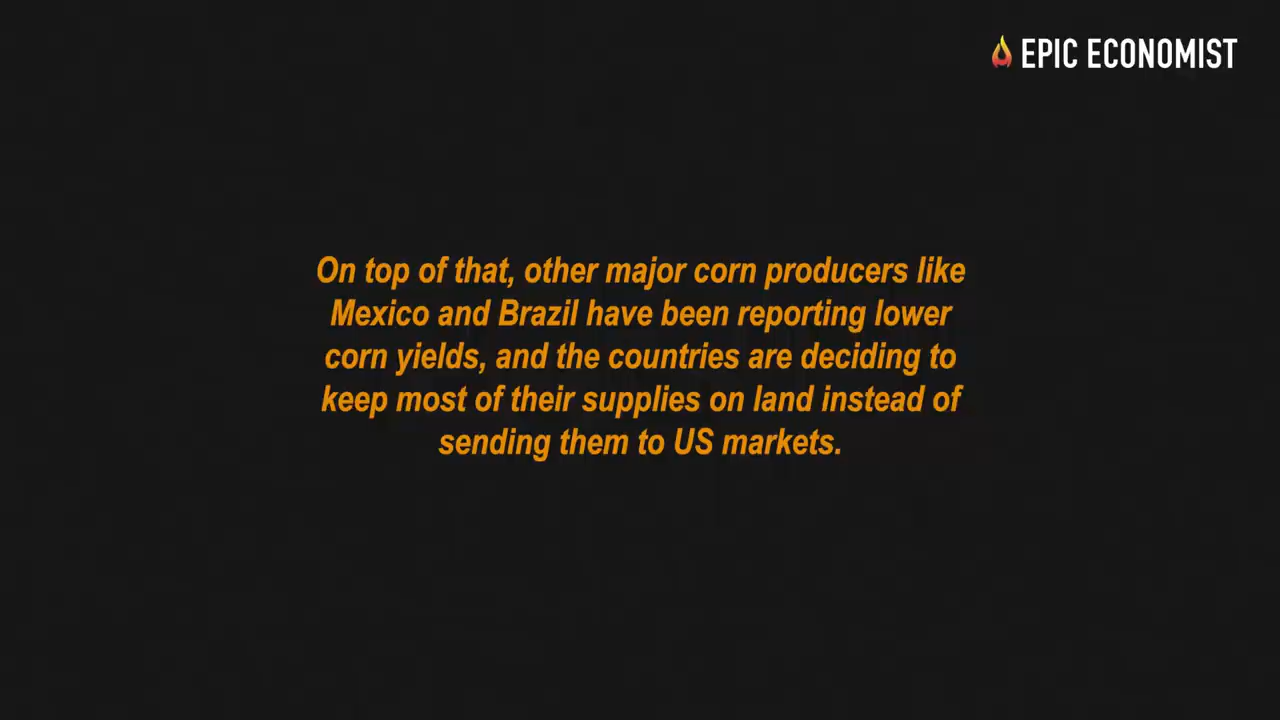 EPIC ECONOMIST
On top of that, other major corn producers like
Mexico and Brazil have been reporting lower
corn yields, and the countries are deciding to
keep most of their supplies on land instead of
sending them to US markets.